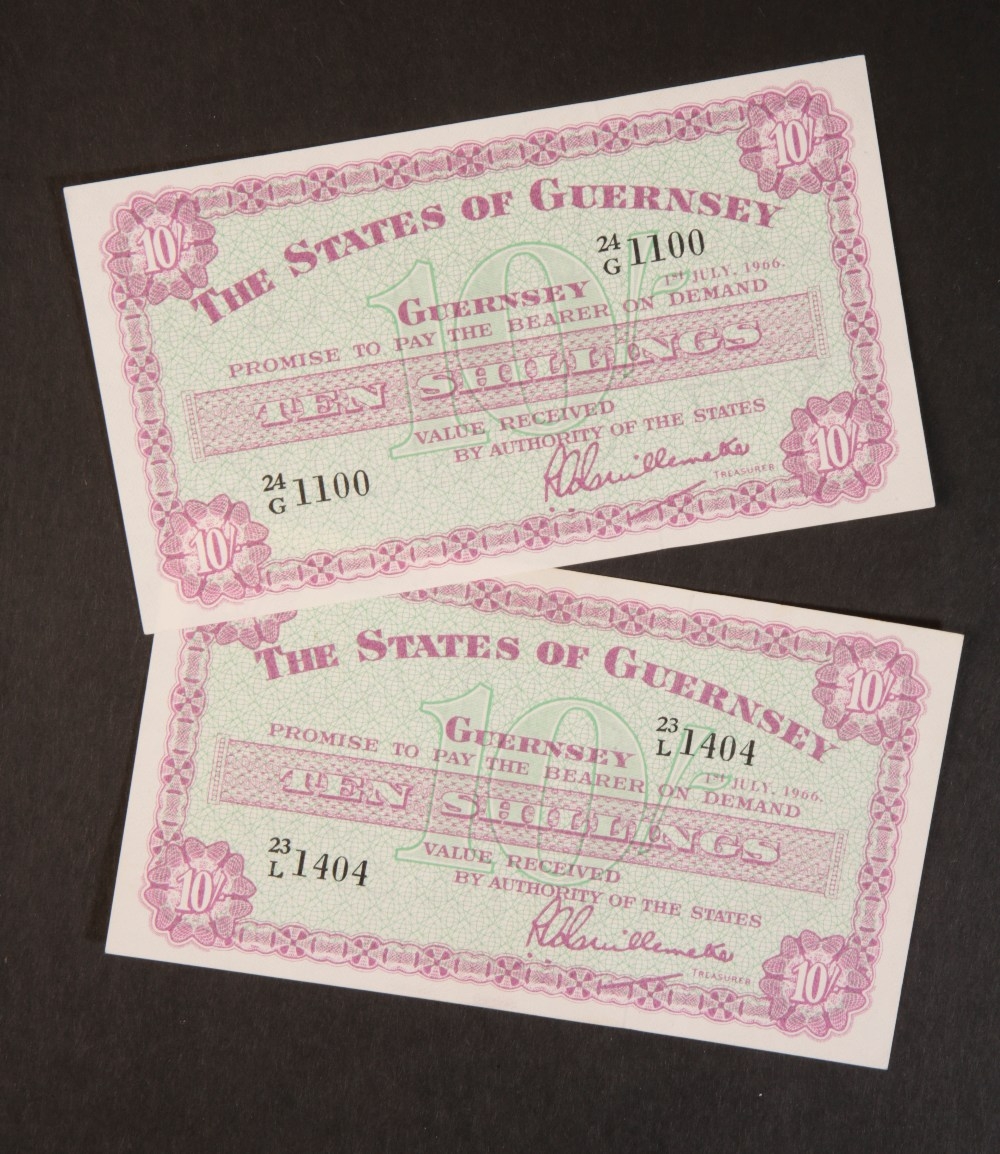 10/-
10/-
THE STATES OF GUERNSEY
24
G 1100
10/-
GUERNSEY 1ST JULY, 1966.
PROMISE TO PAY THE BEARER ON DEMAND
TEN SHILLINGS
VALUE RECEIVED
BY AUTHORITY OF THE STATES
TREASURER
24
G 1100
10/-
10/-
THE STATES OF GUERNSEY
10/-
23
L 1404
10/-
GUERNSEY 1ST JULY, 1966.
PROMISE TO PAY THE BEARER ON DEMAND
TEN SHILLINGS
VALUE RECEIVED
BY AUTHORITY OF THE STATES
TREASURER
23
L 1404
10/-
10/-